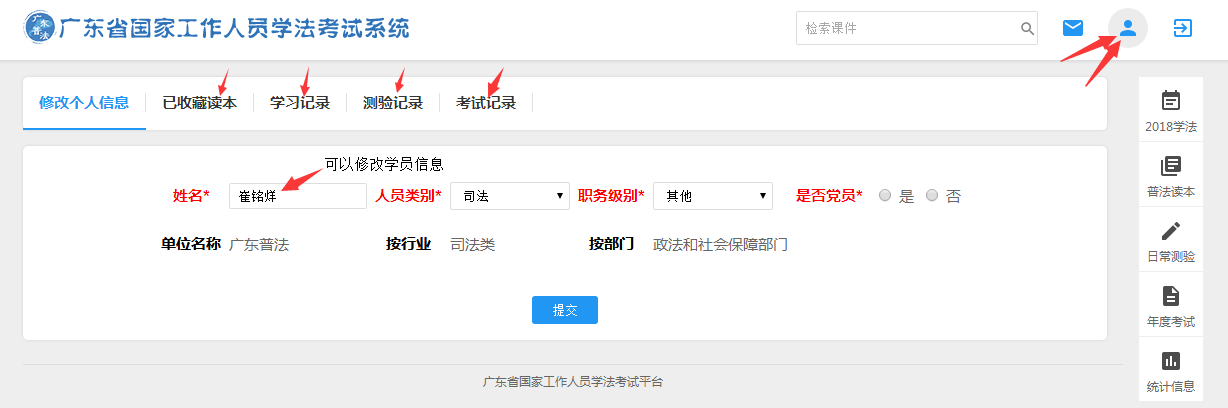 广东普法
广东省国家工作人员学法考试系统
检索课件
修改个人信息 已收藏读本 学习记录 测验记录 考试记录
可以修改学员信息
姓名* 崔铭烊 人员类别* 司法 职务级别* 其他 是否党员* 是 否
单位名称 广东普法 按行业 司法类 按部门 政法和社会保障部门
提交
广东省国家工作人员学法考试平台
2018学法
普法读本
日常测验
年度考试
统计信息